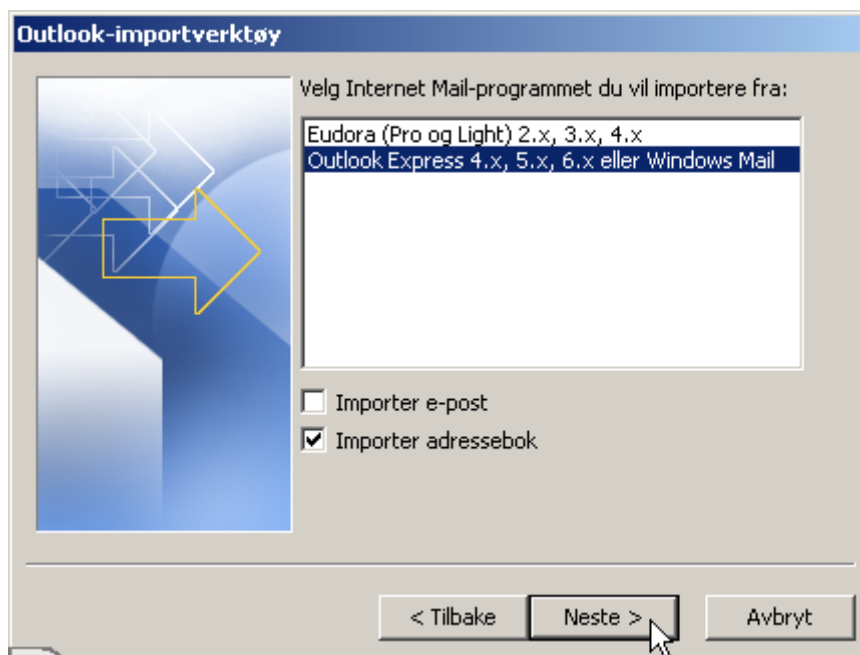 Outlook-importverktøy
Velg Internet Mail-programmet du vil importere fra:
Eudora (Pro og Light) 2.x, 3.x, 4.x
Outlook Express 4.x, 5.x, 6.x eller Windows Mail
Importer e-post
Importer adressebok
< Tilbake
Neste >
Avbryt